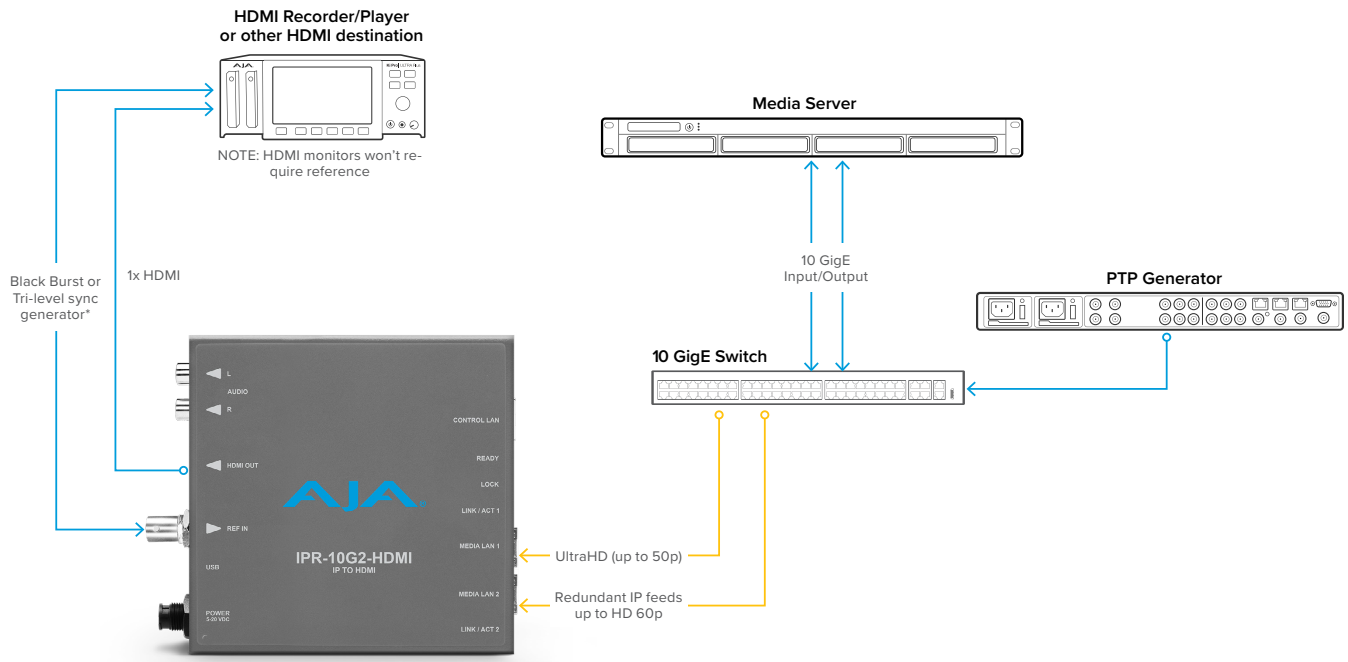 HDMI Recorder/Player
or other HDMI destination
AJA
NOTE: HDMI monitors won't re-
quire reference
Media Server
Black Burst or
Tri-level sync
generator*
1x HDMI
10 GigE
Input/Output
PTP Generator
10 GigE Switch
L
AUDIO
R
HDMI OUT
REF IN
USB
POWER
5-20 VDC
AJA
IPR-10G2-HDMI
IP TO HDMI
CONTROL LAN
READY
LOCK
LINK / ACT 1
MEDIA LAN 1
MEDIA LAN 2
LINK / ACT 2
UltraHD (up to 50p)
Redundant IP feeds
up to HD 60p